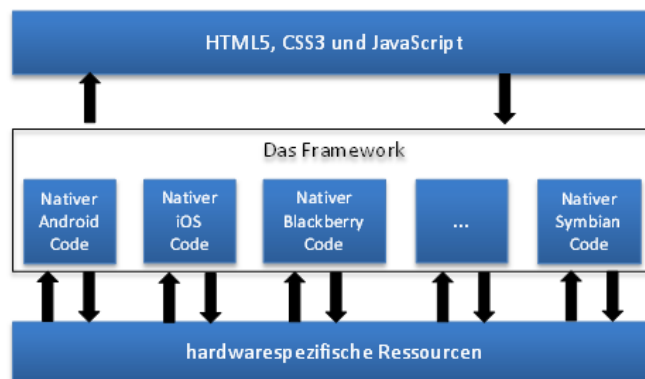 HTML5, CSS3 und JavaScript
Das Framework
Nativer
Android
Code
Nativer
iOS
Code
Nativer
Blackberry
Code
...
Nativer
Symbian
Code
hardwarespezifische Ressourcen